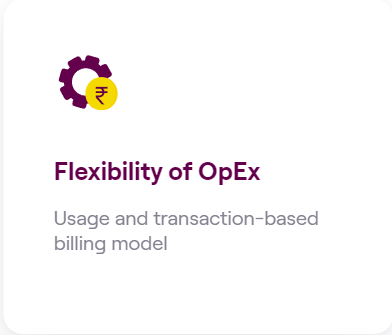 ₹
Flexibility of OpEx
Usage and transaction-based
billing model